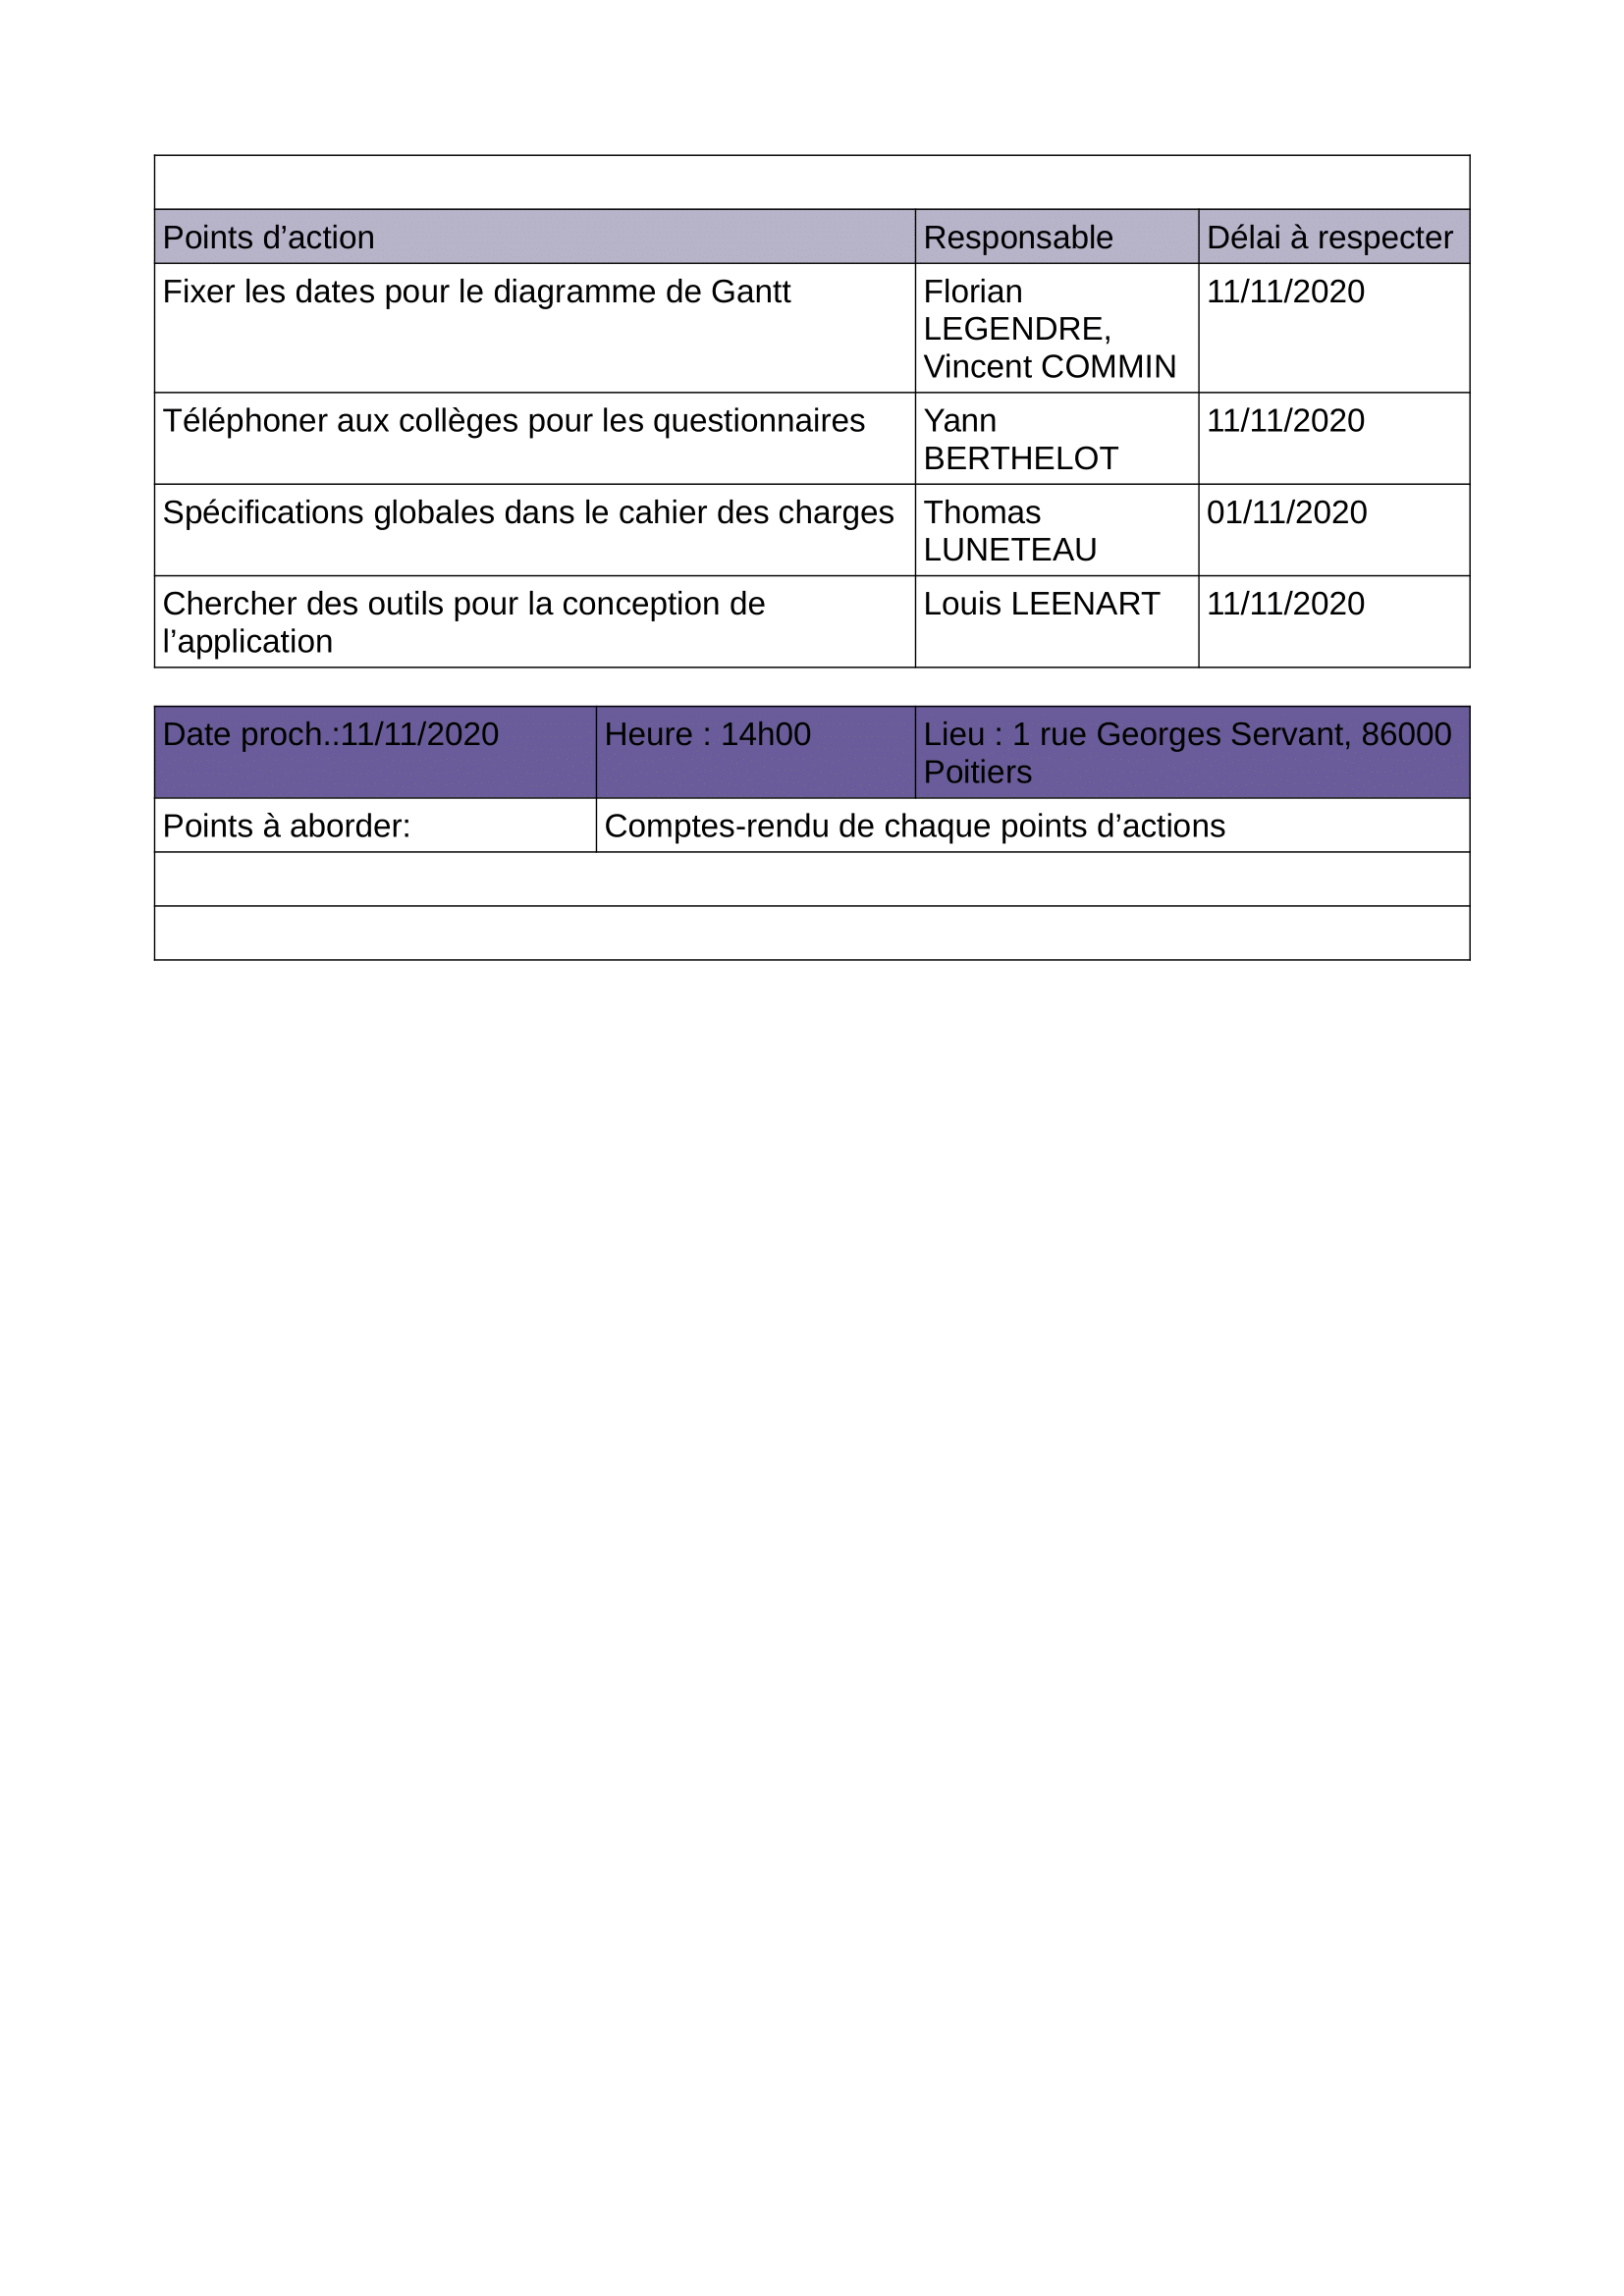 Points d’action Responsable Délai à respecter
Fixer les dates pour le diagramme de Gantt Florian 11/11/2020
LEGENDRE,
Vincent COMMIN
Téléphoner aux collèges pour les questionnaires Yann 11/11/2020
BERTHELOT
Spécifications globales dans le cahier des charges Thomas 01/11/2020
LUNETEAU
Chercher des outils pour la conception de Louis LEENART 11/11/2020
l’application
Date proch.:11/11/2020 Heure : 14h00 Lieu : 1 rue Georges Servant, 86000
Poitiers
Points à aborder: Comptes-rendu de chaque points d’actions